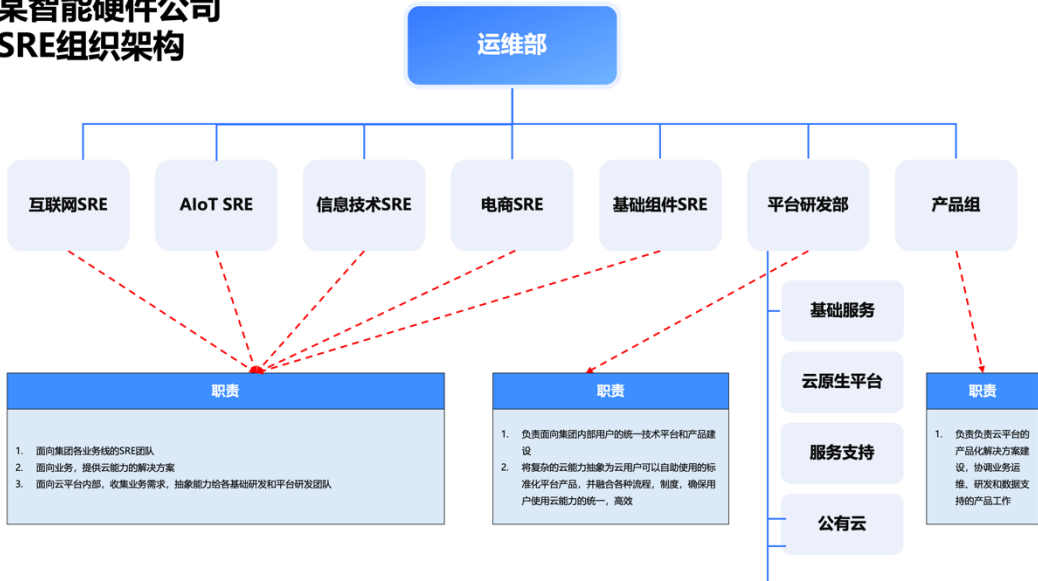 某智能硬件公司
SRE组织架构
运维部
互联网SRE
AIoT SRE
信息技术SRE
电商SRE
基础组件SRE
平台研发部
产品组
基础服务
云原生平台
服务支持
公有云
职责
1. 面向集团各业务线的SRE团队
2. 面向业务，提供云能力的解决方案
3. 面向云平台内部，收集业务需求，抽象能力给各基础研发和平台研发团队
职责
1. 负责面向集团内部用户的统一技术平台和产品建
设
2. 将复杂的云能力抽象为云用户可以自助使用的标
准化平台产品，并融合各种流程，制度，确保用
户使用云能力的统一，高效
职责
1. 负责负责云平台的
产品化解决方案建
设，协调业务运
维、研发和数据支
持的产品工作